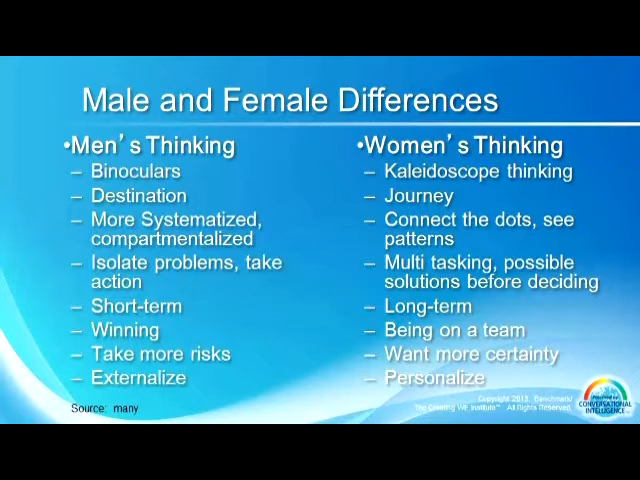 Male and Female Differences
•Men’s Thinking
– Binoculars
– Destination
– More Systematized,
compartmentalized
– Isolate problems, take
action
– Short-term
– Winning
– Take more risks
– Externalize
•Women’s Thinking
– Kaleidoscope thinking
– Journey
– Connect the dots, see
patterns
– Multi tasking, possible
solutions before deciding
– Long-term
– Being on a team
– Want more certainty
– Personalize
Source: many
Copyright 2013, Benchmark/
The Creating WE Institute™ All Rights Reserved.
Powered by
CONVERSATIONAL
INTELLIGENCE